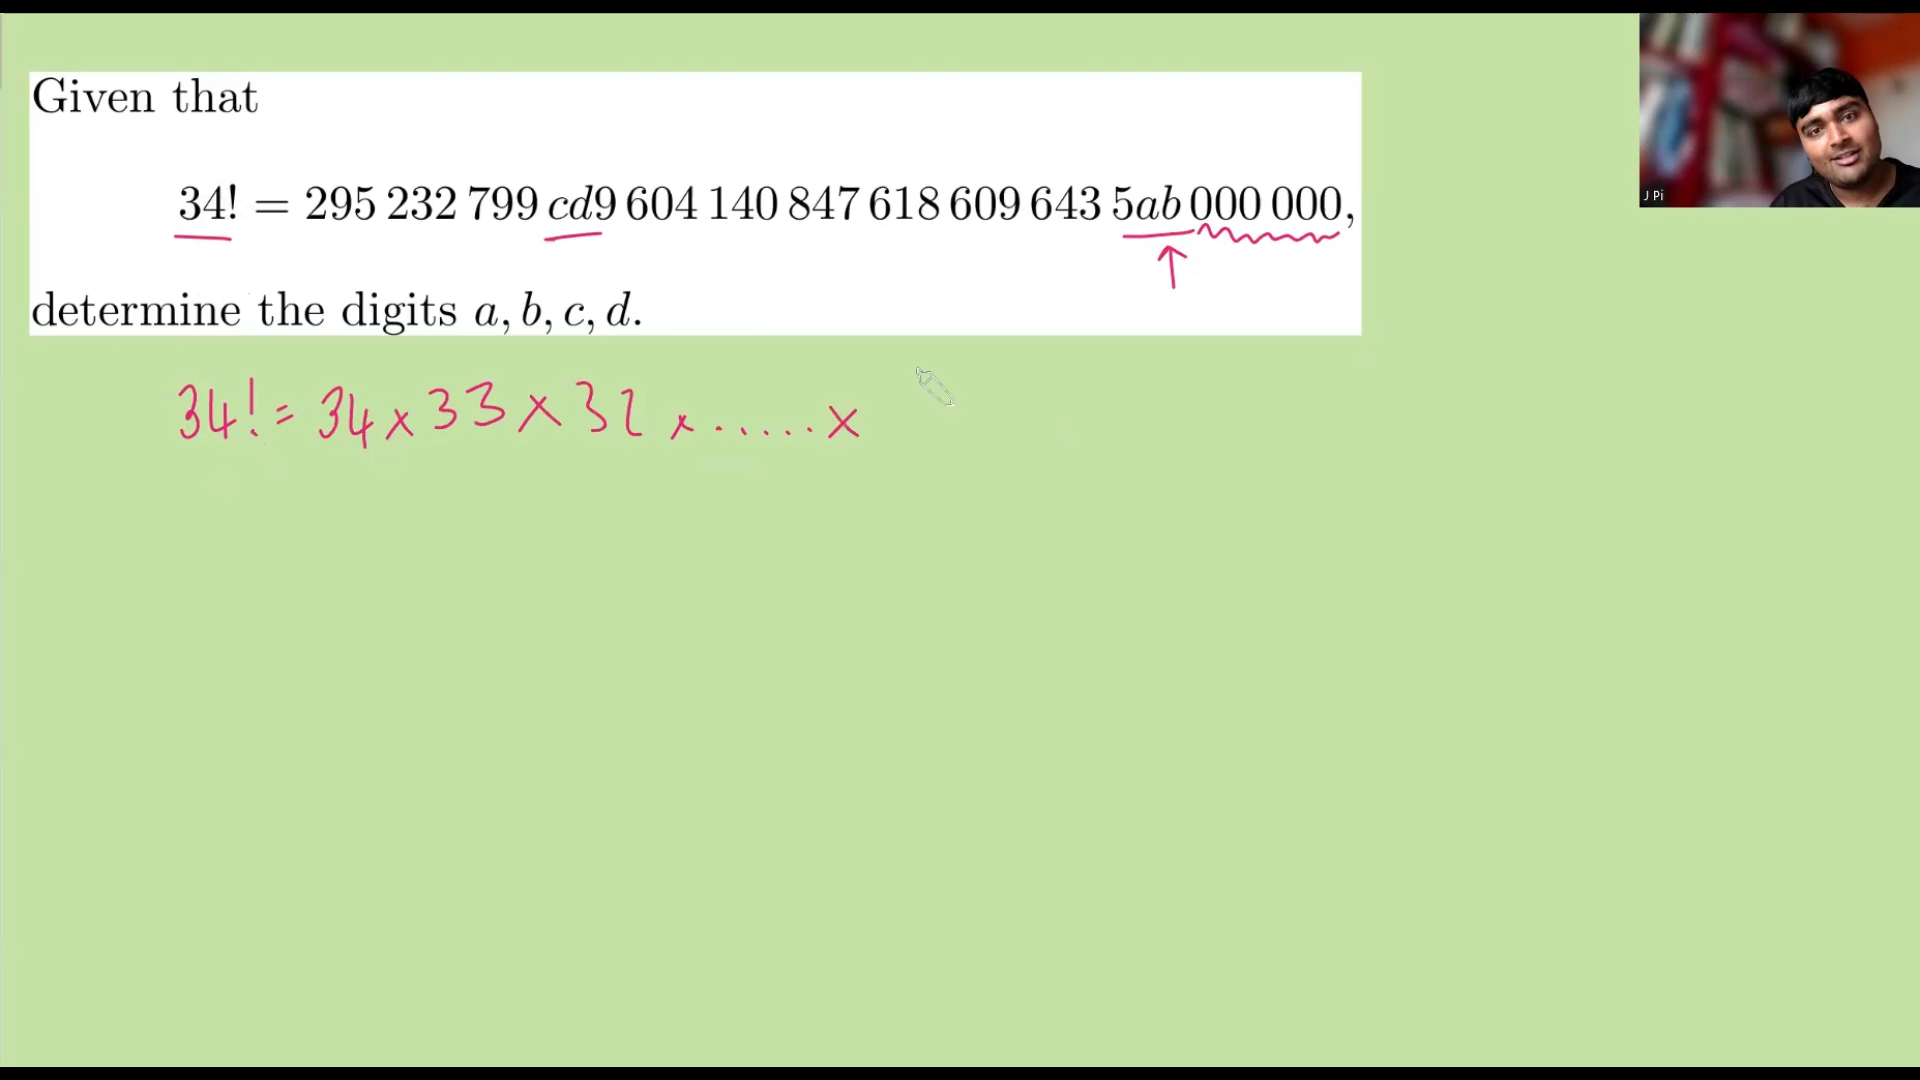 Given that
34! = 295 232 799 cd9 604 140 847 618 609 643 5ab 000 000,
determine the digits a, b, c, d.
34! = 34 x 33 x 32 x ..... x
J Pi